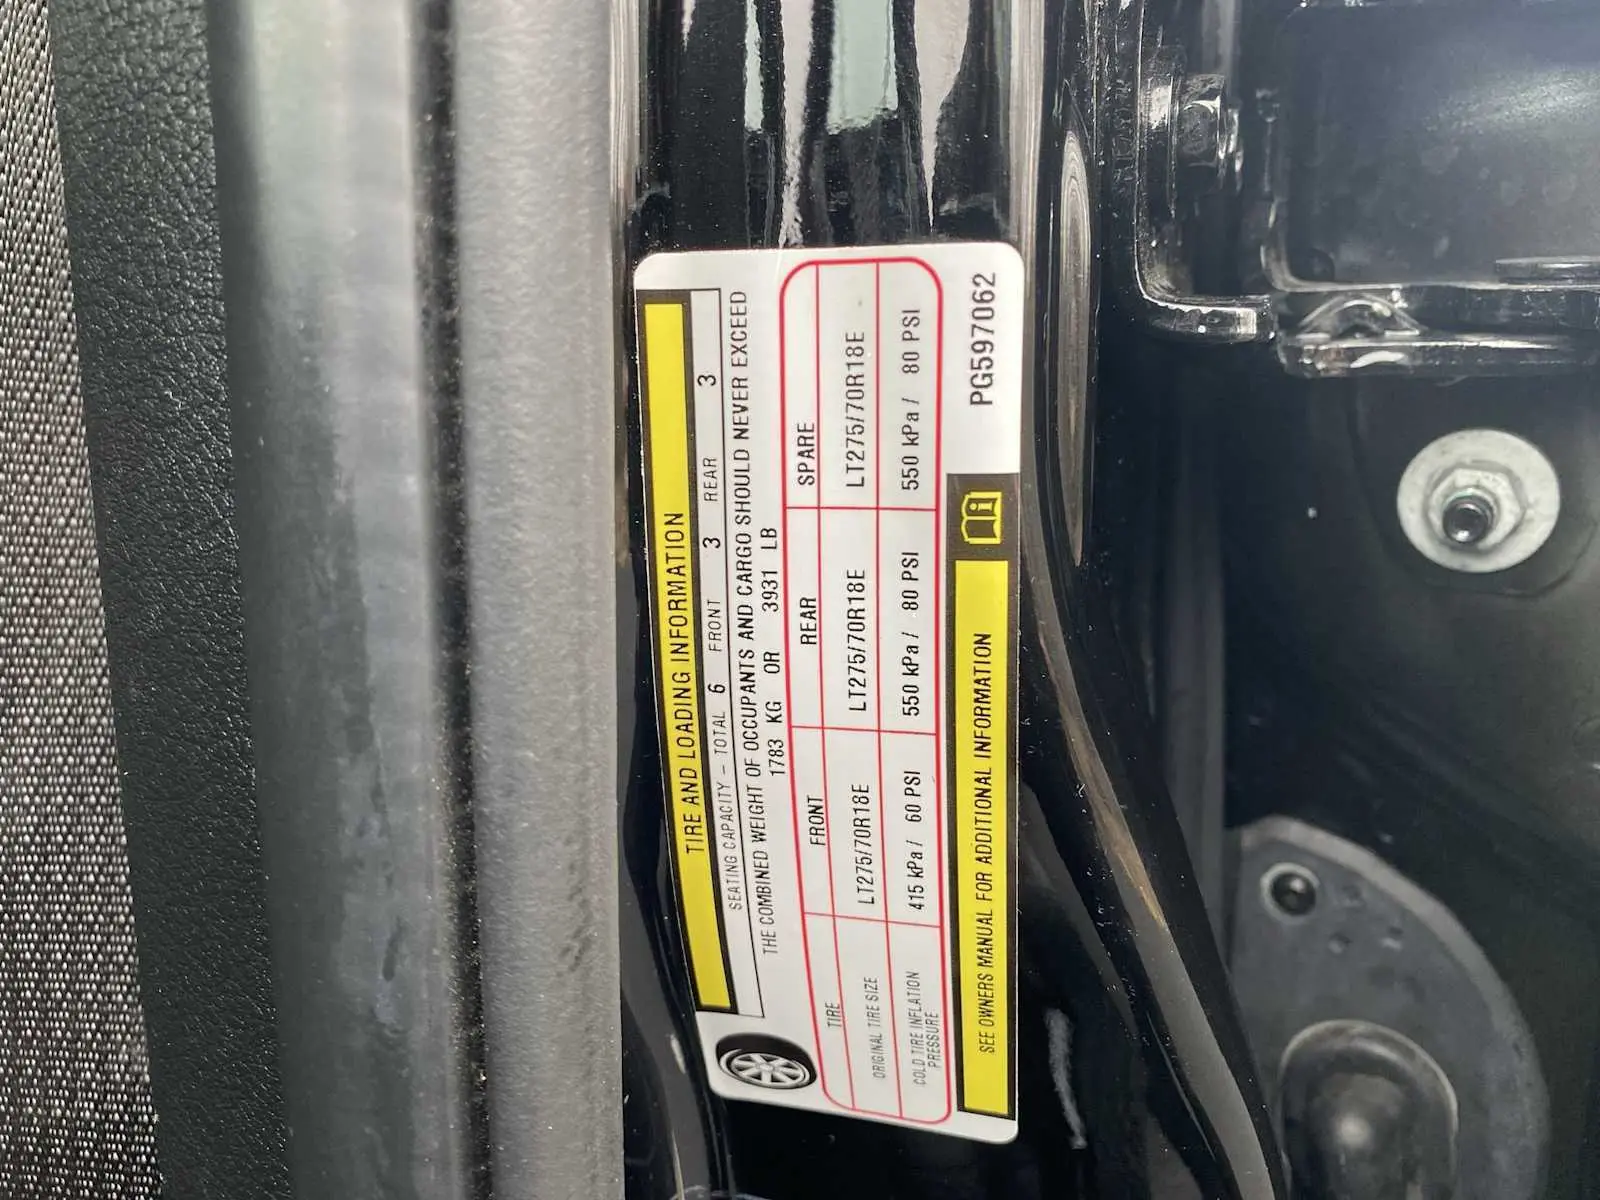 TIRE AND LOADING INFORMATION
SEATING CAPACITY - TOTAL 6 FRONT 3 REAR 3
THE COMBINED WEIGHT OF OCCUPANTS AND CARGO SHOULD NEVER EXCEED
1783 KG OR 3931 LB
TIRE FRONT REAR SPARE
ORIGINAL TIRE SIZE LT275/70R18E LT275/70R18E LT275/70R18E
COLD TIRE INFLATION PRESSURE 415 kPa / 60 PSI 550 kPa / 80 PSI 550 kPa / 80 PSI
SEE OWNERS MANUAL FOR ADDITIONAL INFORMATION
PG597062